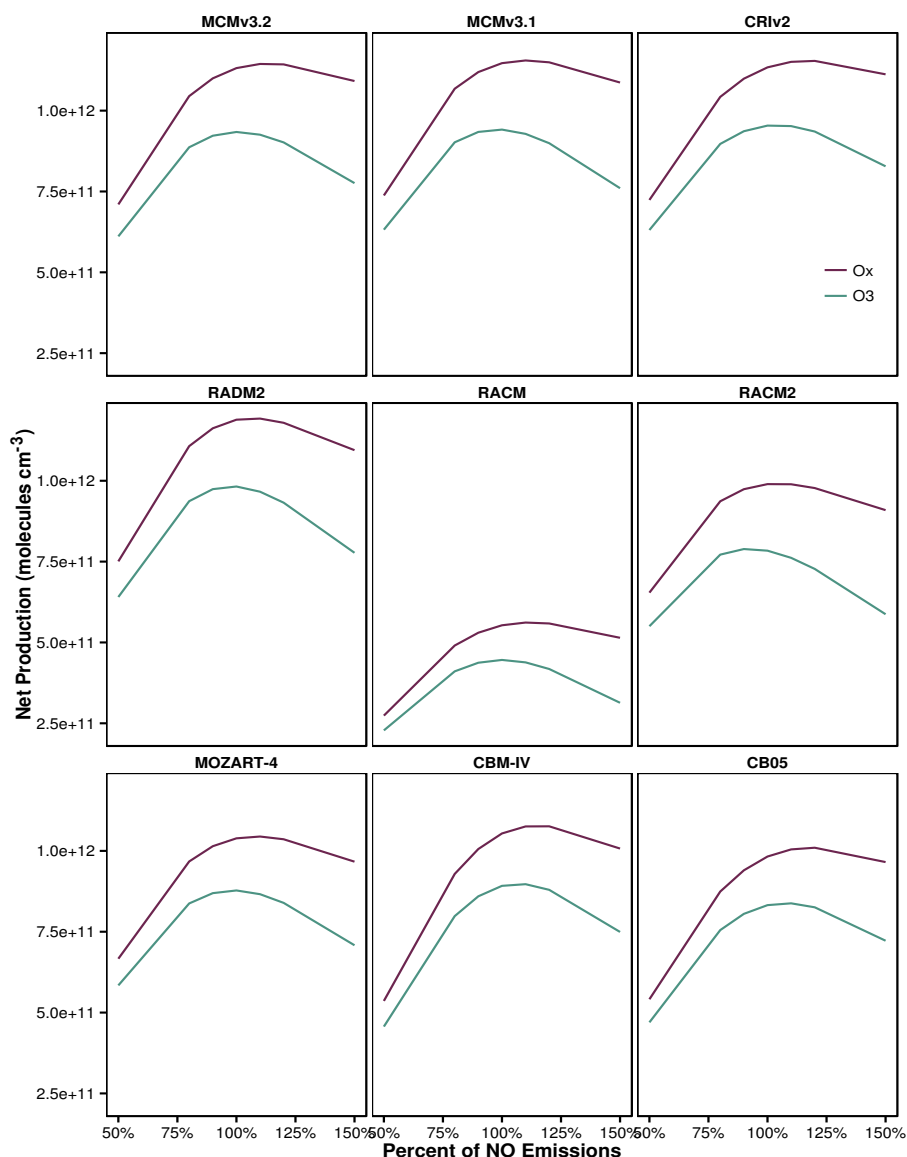 MCMv3.2 MCMv3.1 CRIv2
1.0e+12
7.5e+11
5.0e+11
2.5e+11
Ox
O3
RADM2 RACM RACM2
1.0e+12
7.5e+11
5.0e+11
2.5e+11
Net Production (molecules cm⁻³)
MOZART-4 CBM-IV CB05
1.0e+12
7.5e+11
5.0e+11
2.5e+11
50% 75% 100% 125% 150% 50% 75% 100% 125% 150% 50% 75% 100% 125% 150%
Percent of NO Emissions